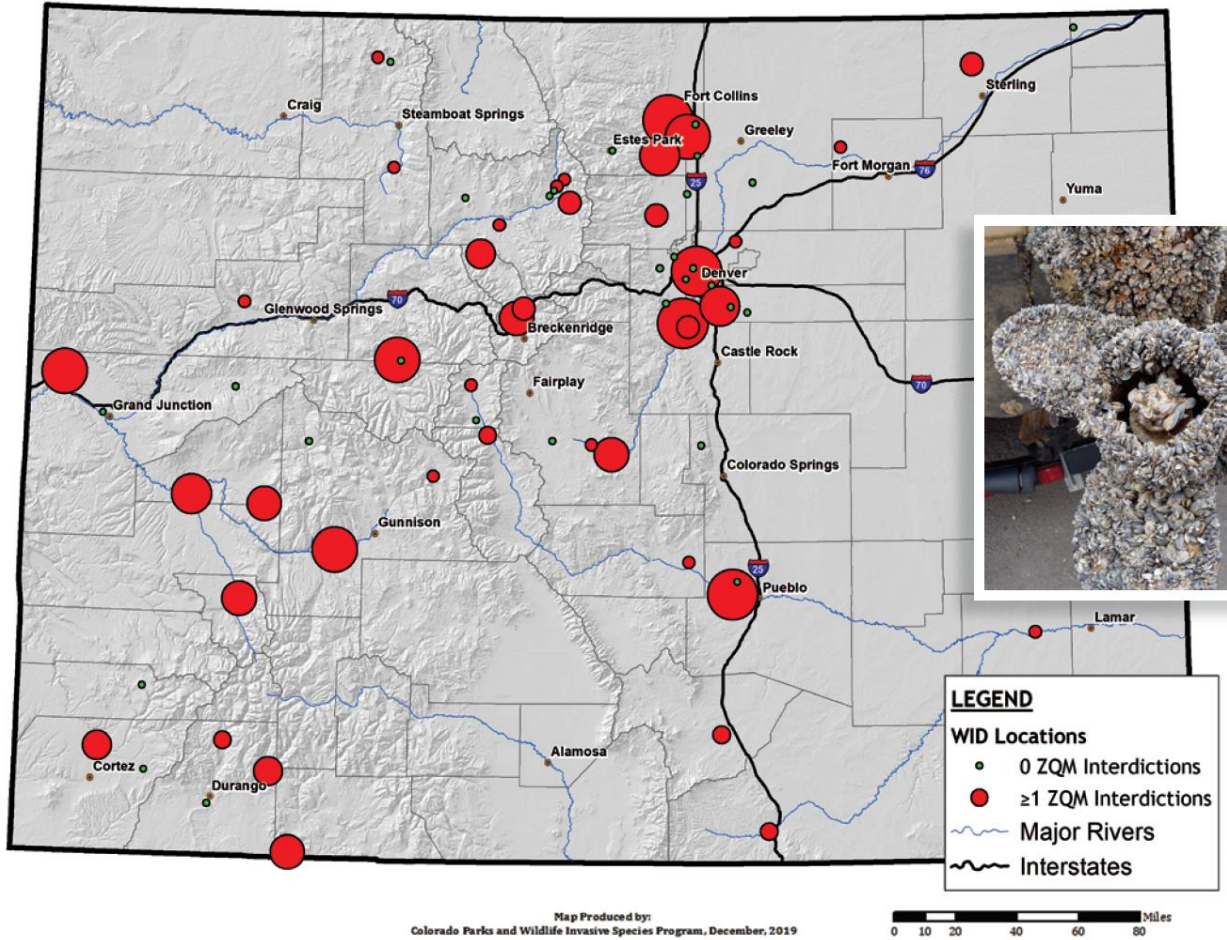 Fort Collins
Sterling
Craig
Steamboat Springs
Estes Park
Greeley
Fort Morgan
76
25
Yuma
Denver
70
Glenwood Springs
Breckenridge
Castle Rock
Fairplay
70
Grand Junction
Colorado Springs
Gunnison
25
Pueblo
Lamar
Alamosa
Cortez
Durango
LEGEND
WID Locations
0 ZQM Interdictions
≥1 ZQM Interdictions
Major Rivers
Interstates
Map Produced by:
Colorado Parks and Wildlife Invasive Species Program, December, 2019
Miles
0 10 20 40 60 80